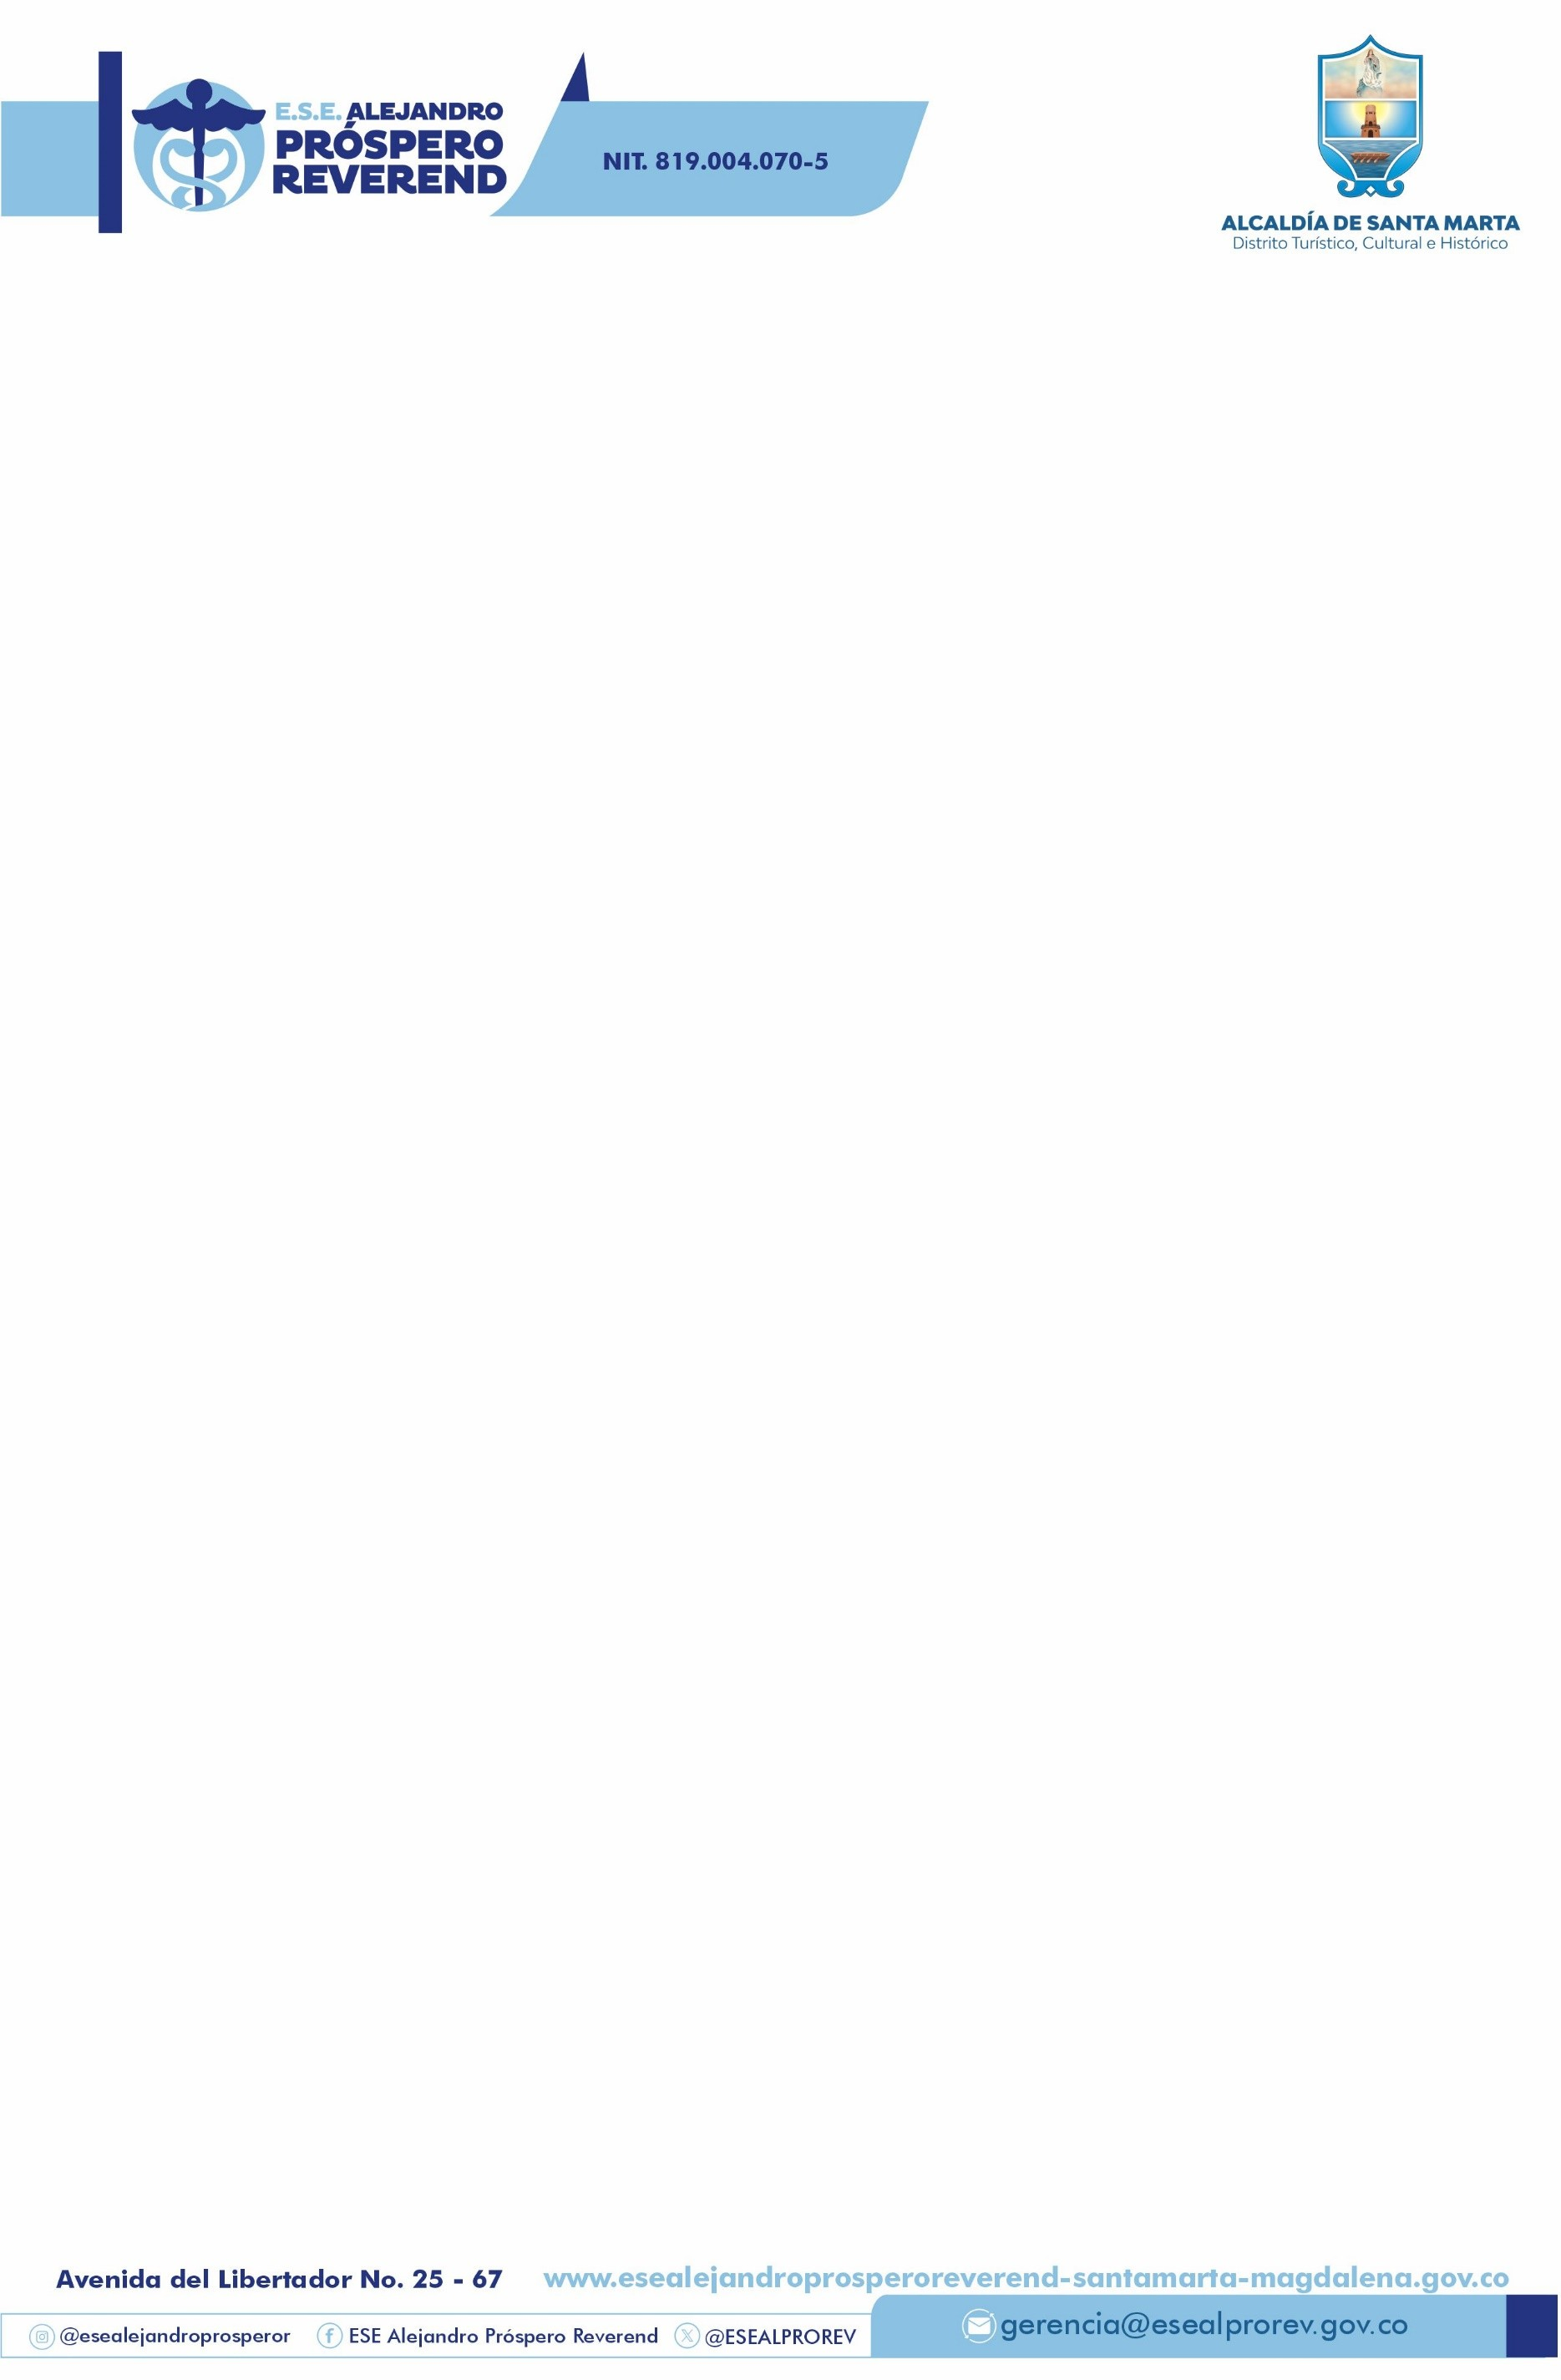 E.S.E. ALEJANDRO
PRÓSPERO
REVEREND
NIT. 819.004.070-5
ALCALDÍA DE SANTA MARTA
Distrito Turístico, Cultural e Histórico
Avenida del Libertador No. 25 - 67
www.esealejandroprosperoreverend-santamarta-magdalena.gov.co
@esealejandroprosperor
ESE Alejandro Próspero Reverend
@ESEALPROREV
gerencia@esealprorev.gov.co